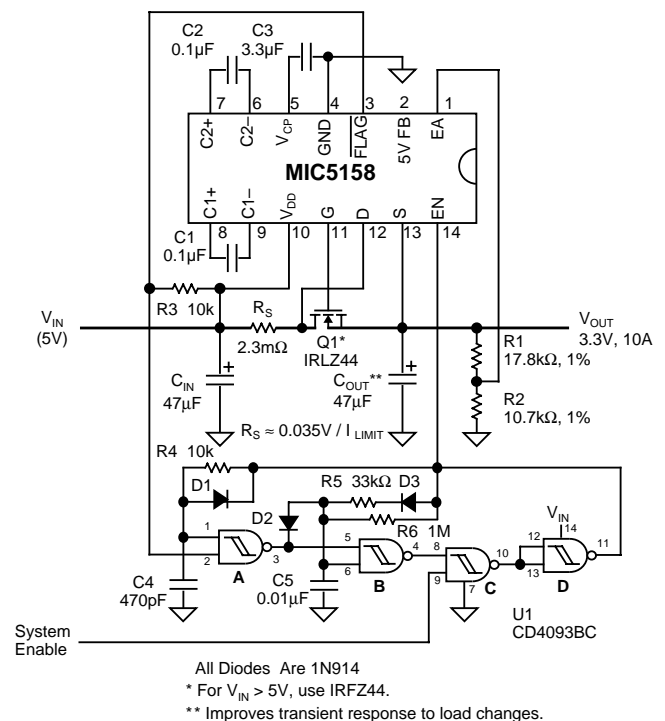 C2
0.1µF
C3
3.3µF
7
6
5
4
3
2
1
C2+
C2–
VCP
GND
FLAG
5V FB
EA
MIC5158
C1+
C1–
VDD
G
D
S
EN
8
9
10
11
12
13
14
C1
0.1µF
R3 10k
VIN
(5V)
RS
2.3mΩ
Q1*
IRLZ44
VOUT
3.3V, 10A
R1
17.8kΩ, 1%
CIN
47µF
COUT**
47µF
R2
10.7kΩ, 1%
RS ≈ 0.035V / I LIMIT
R4 10k
D1
R5 33kΩ
D3
D2
R6 1M
VIN
14
1
2
3
A
5
6
4
B
8
9
10
7
C
12
13
11
D
C4
470pF
C5
0.01µF
U1
CD4093BC
System
Enable
All Diodes Are 1N914
* For VIN > 5V, use IRFZ44.
** Improves transient response to load changes.